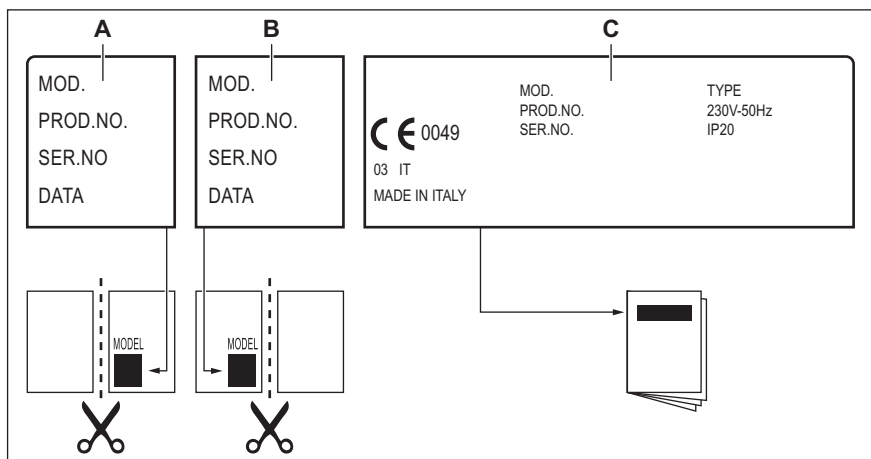 A
B
C
MOD.
PROD.NO.
SER.NO
DATA
MOD.
PROD.NO.
SER.NO
DATA
MOD.
PROD.NO.
SER.NO.
TYPE
230V-50Hz
IP20
CE 0049
03 IT
MADE IN ITALY
MODEL
MODEL